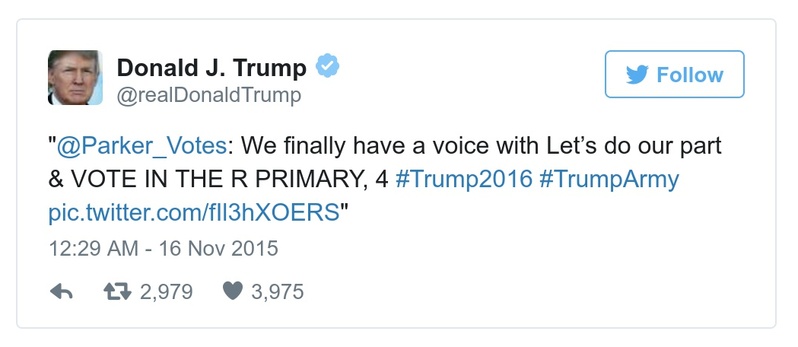 Donald J. Trump
@realDonaldTrump
Follow
"@Parker_Votes: We finally have a voice with Let’s do our part
& VOTE IN THE R PRIMARY, 4 #Trump2016 #TrumpArmy
pic.twitter.com/fIl3hXOERS"
12:29 AM - 16 Nov 2015
2,979 3,975